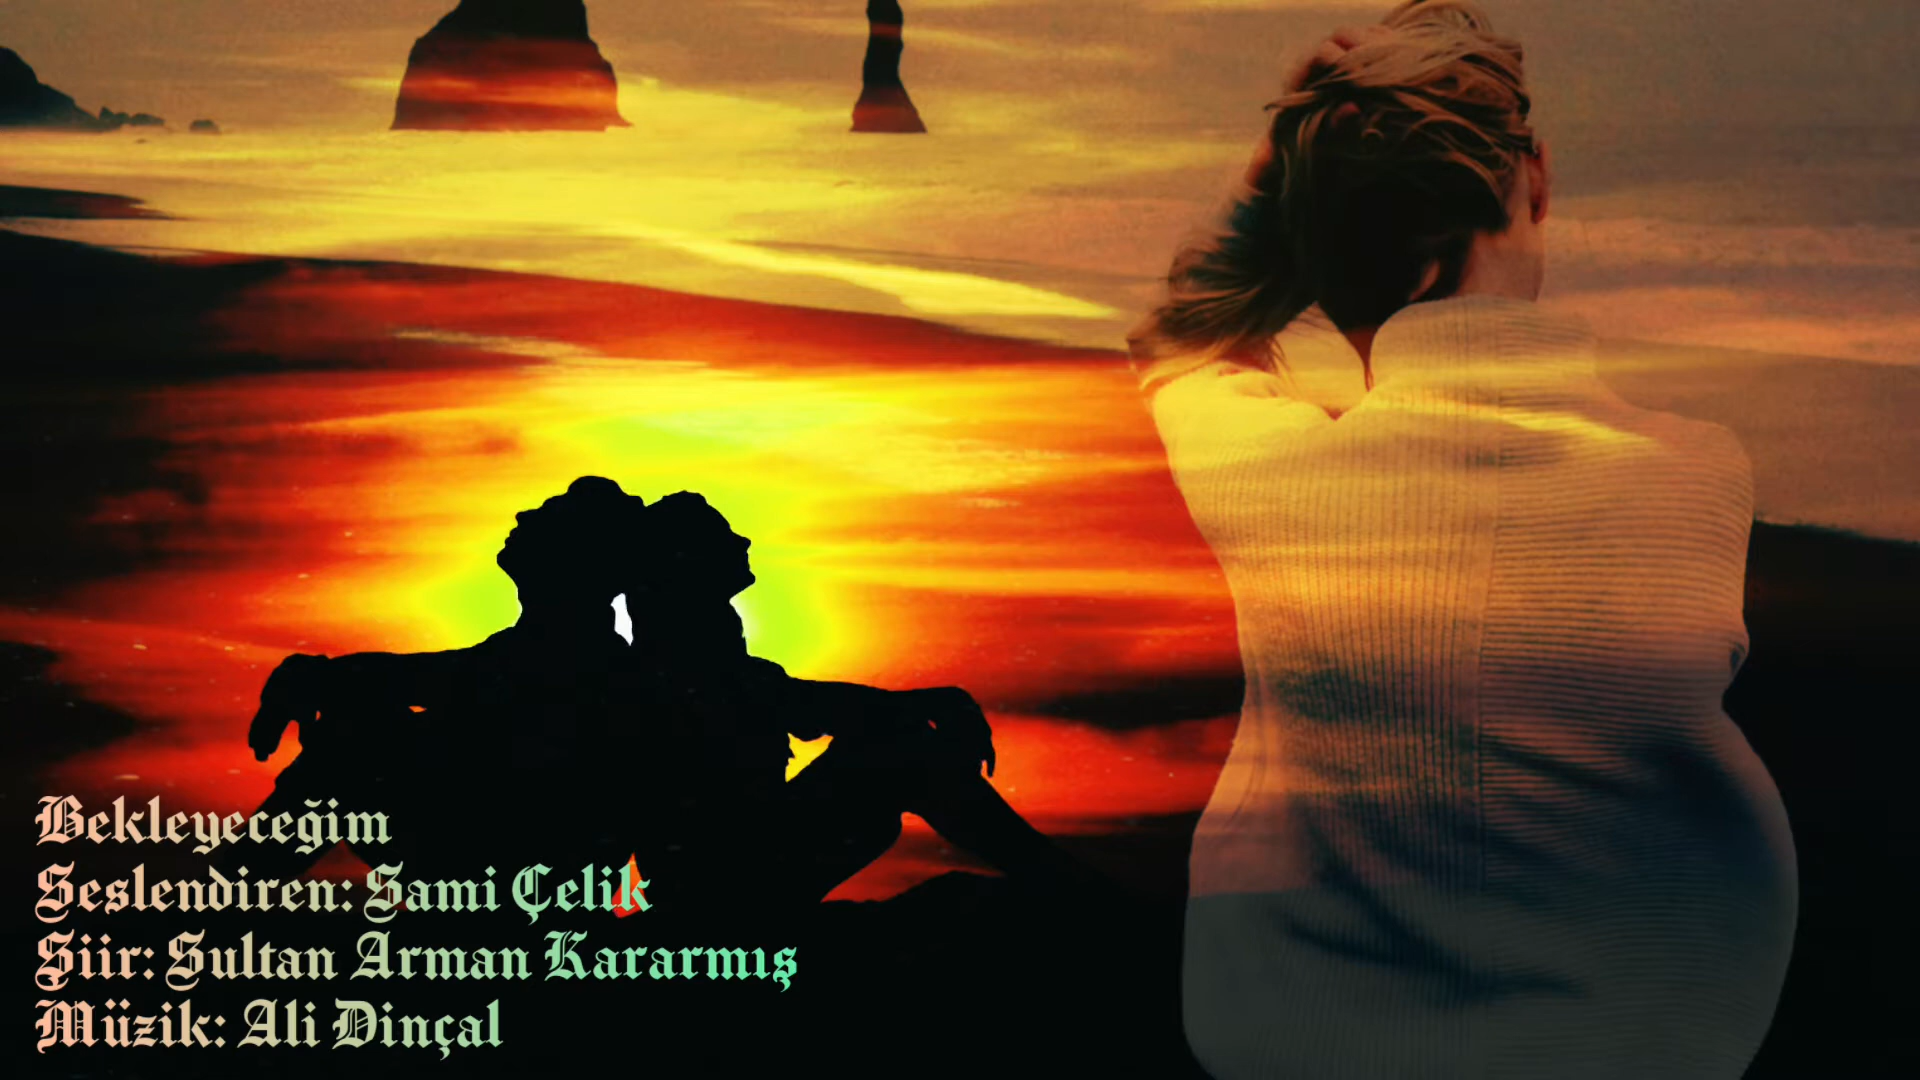 Bekleyeceğim
Seslendiren: Sami Çelik
Şiir: Sultan Arman Kararmış
Müzik: Ali Dinçal